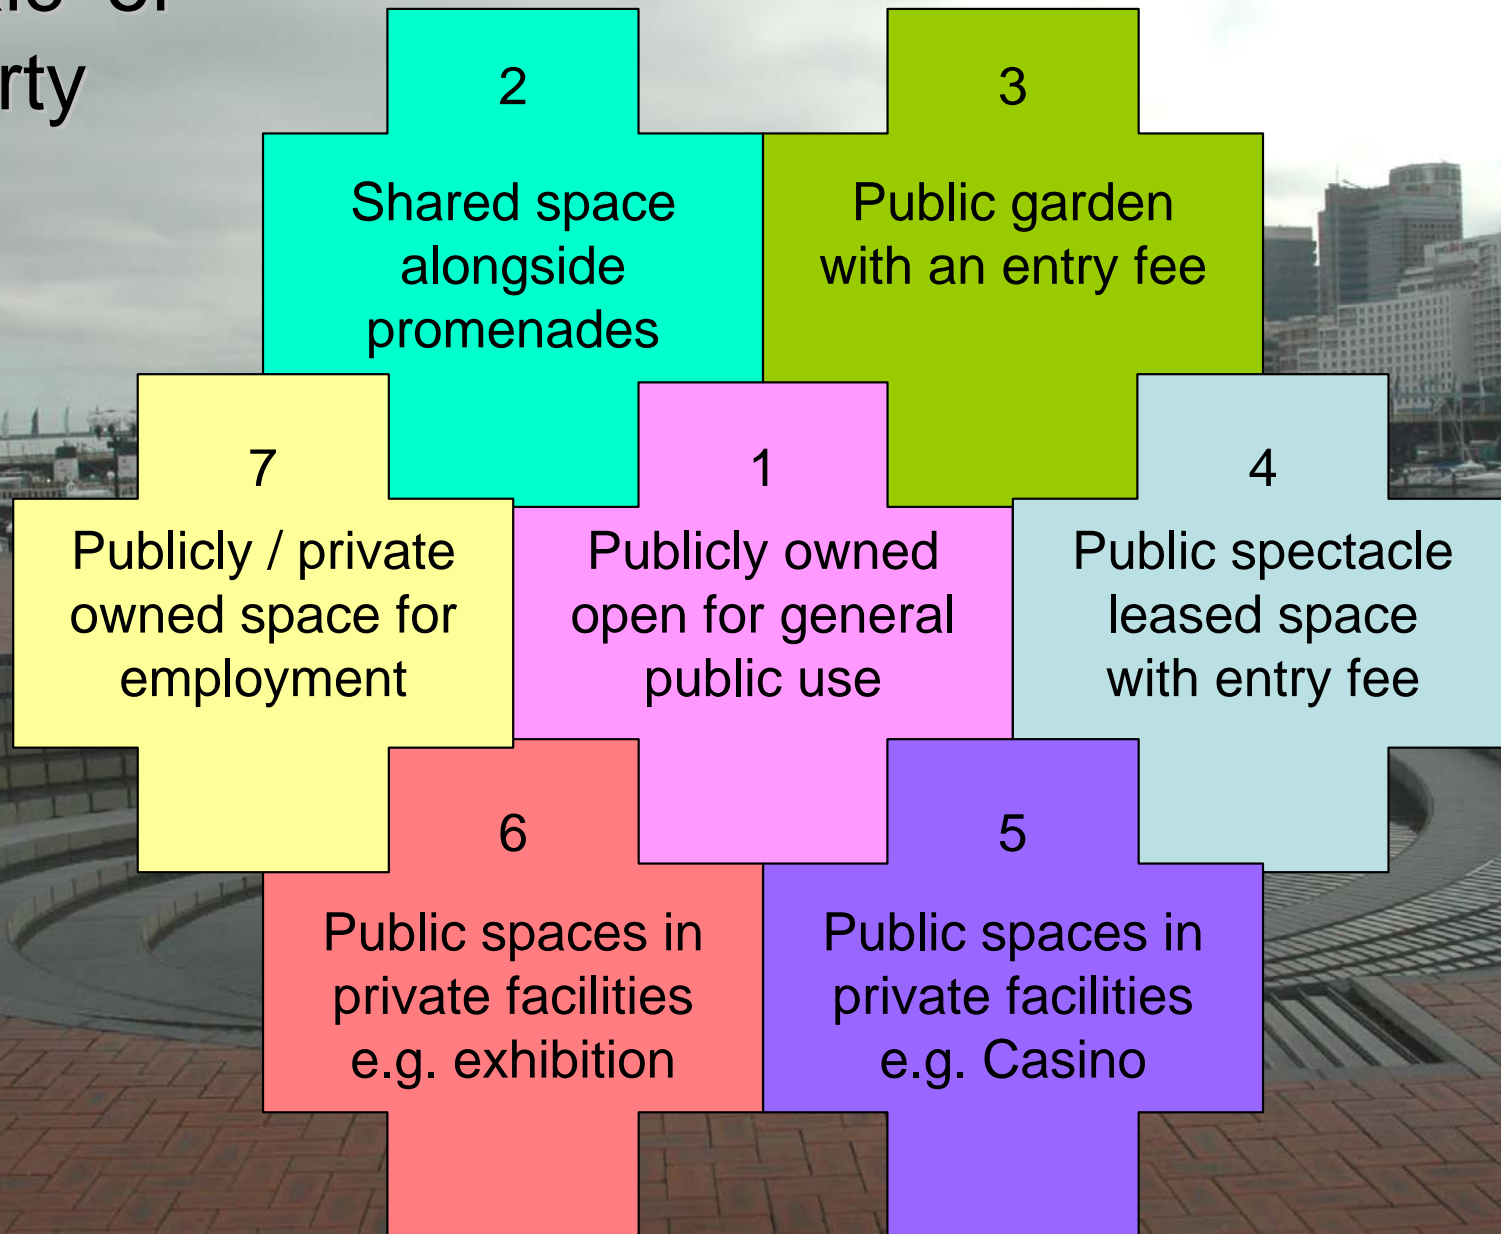 rty
2
Shared space
alongside
promenades
3
Public garden
with an entry fee
7
Publicly / private
owned space for
employment
1
Publicly owned
open for general
public use
4
Public spectacle
leased space
with entry fee
6
Public spaces in
private facilities
e.g. exhibition
5
Public spaces in
private facilities
e.g. Casino